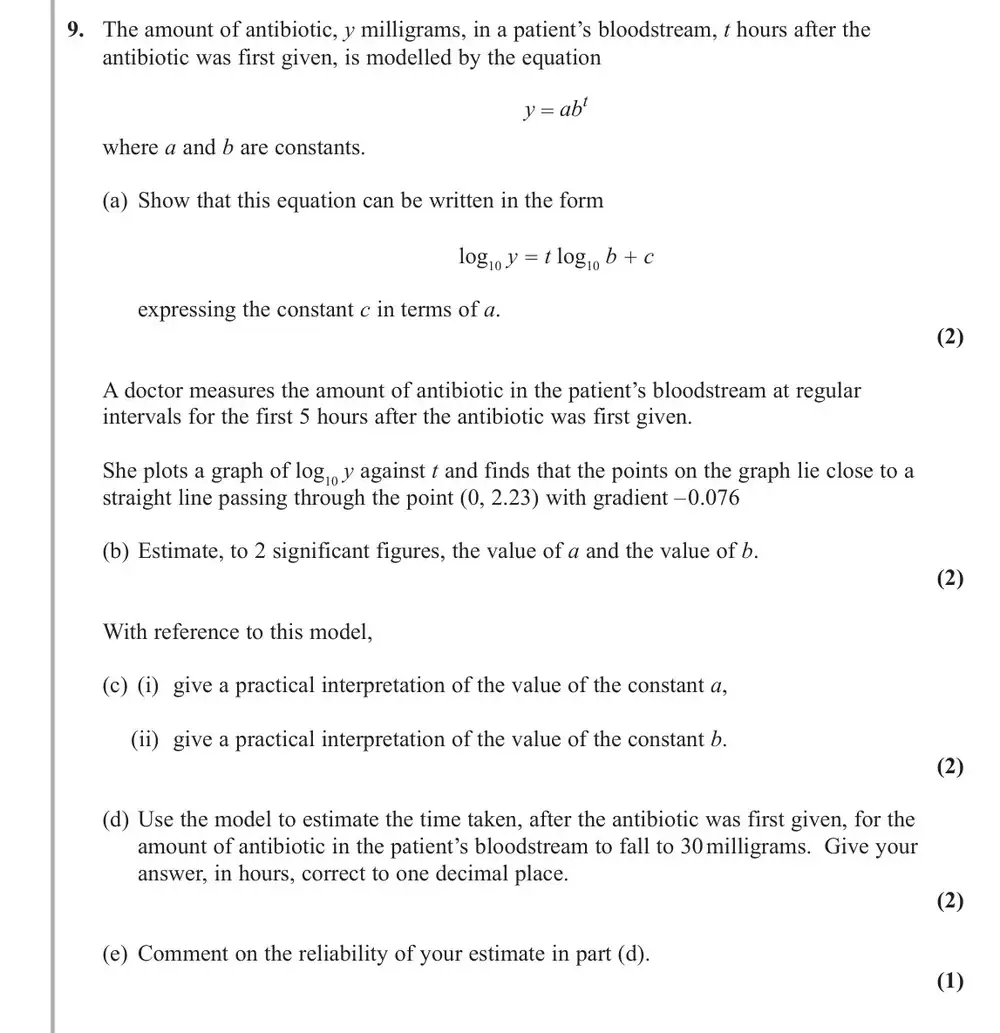 9. The amount of antibiotic, y milligrams, in a patient’s bloodstream, t hours after the
antibiotic was first given, is modelled by the equation
y = abᵗ
where a and b are constants.
(a) Show that this equation can be written in the form
log₁₀ y = t log₁₀ b + c
expressing the constant c in terms of a.
(2)
A doctor measures the amount of antibiotic in the patient’s bloodstream at regular
intervals for the first 5 hours after the antibiotic was first given.
She plots a graph of log₁₀ y against t and finds that the points on the graph lie close to a
straight line passing through the point (0, 2.23) with gradient –0.076
(b) Estimate, to 2 significant figures, the value of a and the value of b.
(2)
With reference to this model,
(c) (i) give a practical interpretation of the value of the constant a,
(ii) give a practical interpretation of the value of the constant b.
(2)
(d) Use the model to estimate the time taken, after the antibiotic was first given, for the
amount of antibiotic in the patient’s bloodstream to fall to 30 milligrams. Give your
answer, in hours, correct to one decimal place.
(2)
(e) Comment on the reliability of your estimate in part (d).
(1)